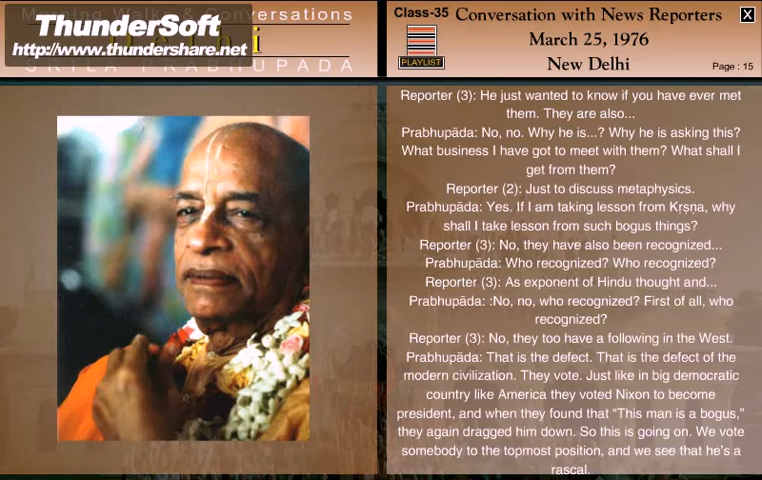 Morning Walks & Conversations
ThunderSoft
http://www.thundershare.net
SRILA PRABHUPADA
Class-35
PLAYLIST
Conversation with News Reporters
March 25, 1976
New Delhi
X
Page : 15
Reporter (3): He just wanted to know if you have ever met
them. They are also...
Prabhupāda: No, no. Why he is...? Why he is asking this?
What business I have got to meet with them? What shall I
get from them?
Reporter (2): Just to discuss metaphysics.
Prabhupāda: Yes. If I am taking lesson from Kṛṣṇa, why
shall I take lesson from such bogus things?
Reporter (3): No, they have also been recognized...
Prabhupāda: Who recognized? Who recognized?
Reporter (3): As exponent of Hindu thought and...
Prabhupāda: :No, no, who recognized? First of all, who
recognized?
Reporter (3): No, they too have a following in the West.
Prabhupāda: That is the defect. That is the defect of the
modern civilization. They vote. Just like in big democratic
country like America they voted Nixon to become
president, and when they found that “This man is a bogus,”
they again dragged him down. So this is going on. We vote
somebody to the topmost position, and we see that he's a
rascal.